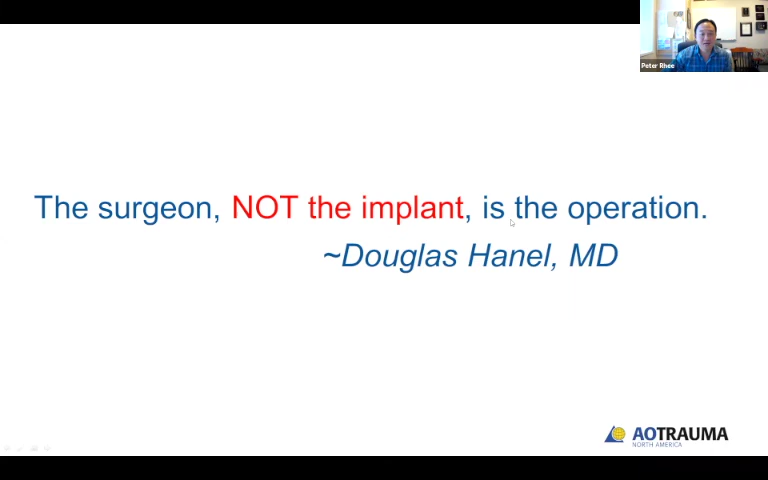 Peter Rhee
The surgeon, NOT the implant, is the operation.
~Douglas Hanel, MD
AOTRAUMA
NORTH AMERICA